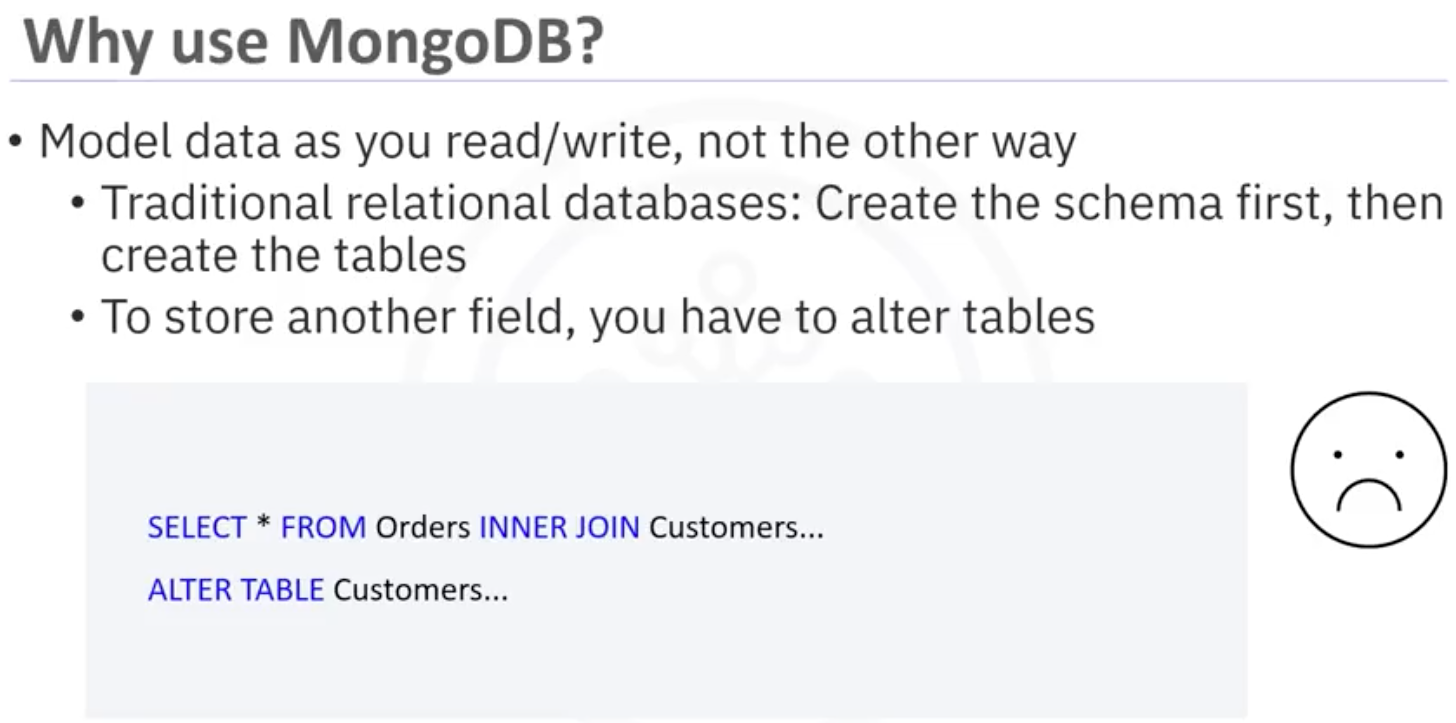 Why use MongoDB?
• Model data as you read/write, not the other way
• Traditional relational databases: Create the schema first, then
create the tables
• To store another field, you have to alter tables
SELECT * FROM Orders INNER JOIN Customers...
ALTER TABLE Customers...